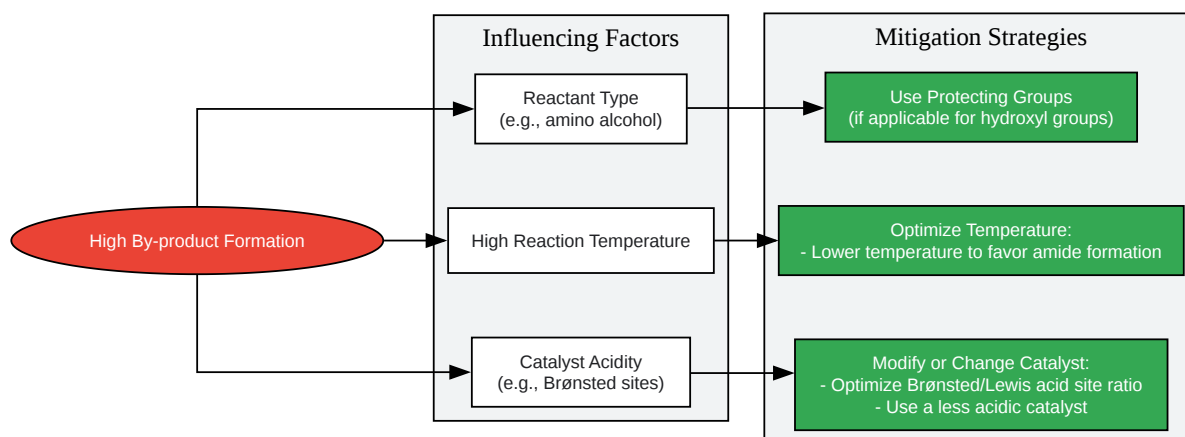 Influencing Factors
Mitigation Strategies
Reactant Type
(e.g., amino alcohol)
Use Protecting Groups
(if applicable for hydroxyl groups)
High By-product Formation
High Reaction Temperature
Optimize Temperature:
- Lower temperature to favor amide formation
Catalyst Acidity
(e.g., Brønsted sites)
Modify or Change Catalyst:
- Optimize Brønsted/Lewis acid site ratio
- Use a less acidic catalyst